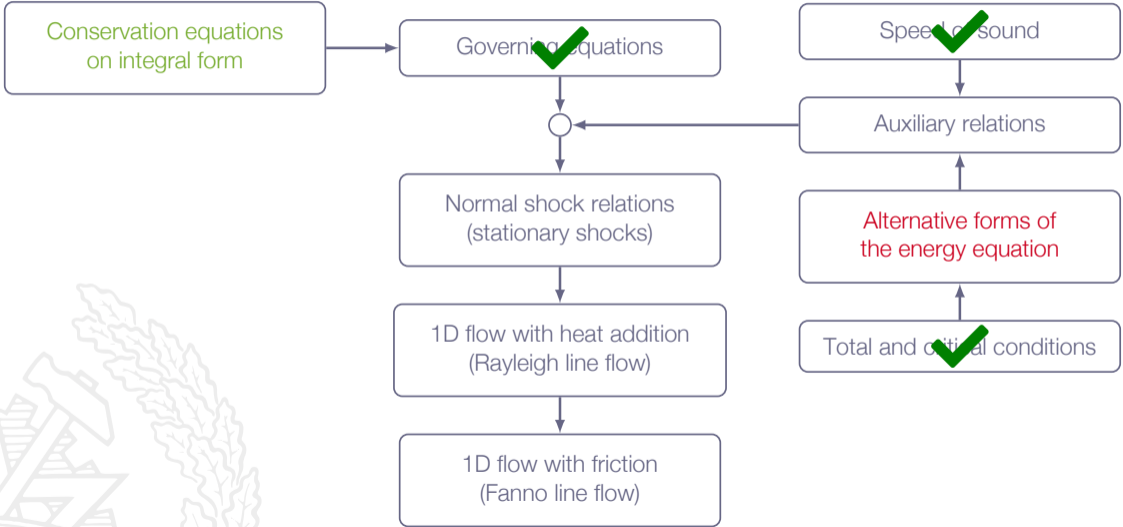 Conservation equations
on integral form
Governing equations
Speed of sound
Auxiliary relations
Normal shock relations
(stationary shocks)
Alternative forms of
the energy equation
1D flow with heat addition
(Rayleigh line flow)
Total and critical conditions
1D flow with friction
(Fanno line flow)